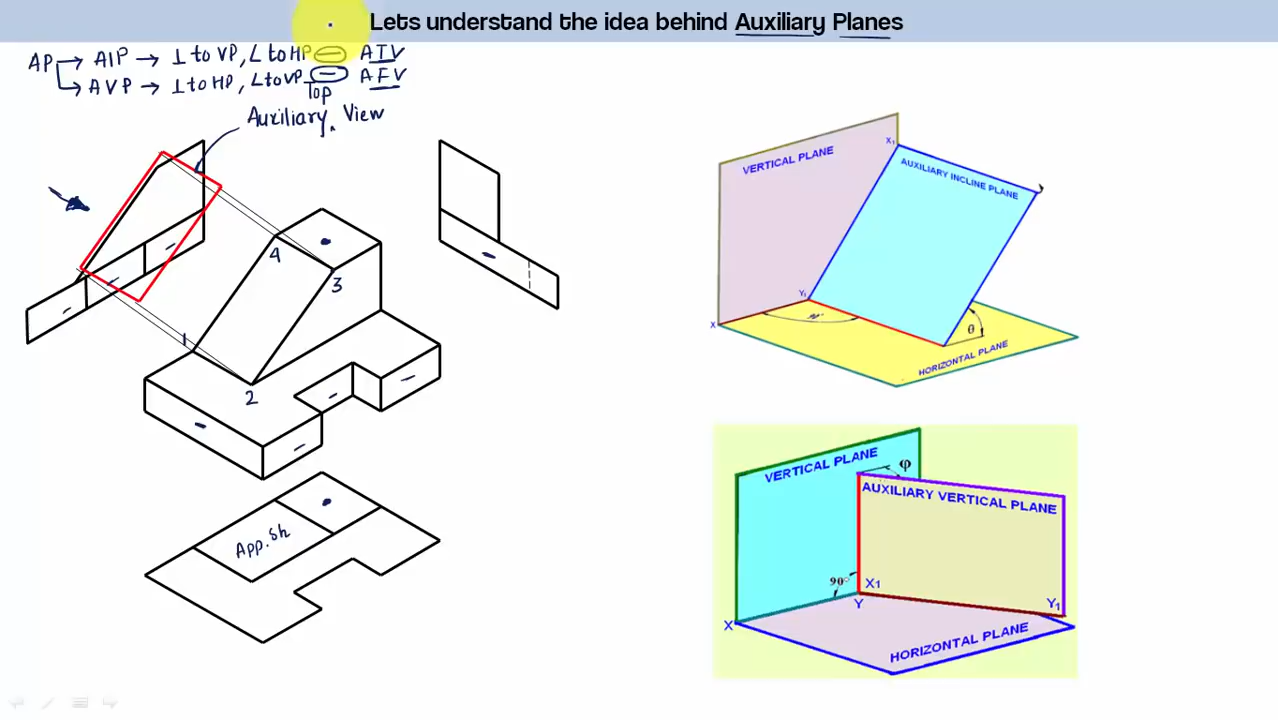 Lets understand the idea behind Auxiliary Planes
AP → AIP → ⊥ to VP, ∠ to HP — ATV
↳ AVP → ⊥ to HP, ∠ to VP — AFV
Top
Auxiliary View
4
3
1
2
App. Sh
VERTICAL PLANE
X1
AUXILIARY INCLINE PLANE
Y1
X
θ
HORIZONTAL PLANE
VERTICAL PLANE
φ
AUXILIARY VERTICAL PLANE
90°
X1
Y
Y1
X
HORIZONTAL PLANE